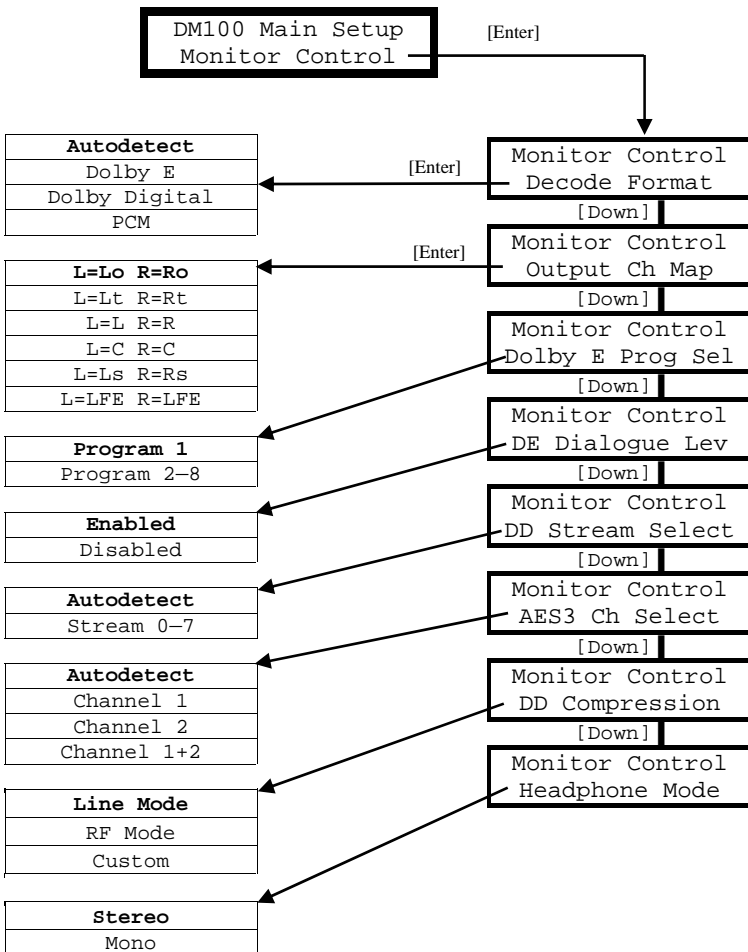 DM100 Main Setup
Monitor Control
[Enter]
Autodetect
Dolby E
Dolby Digital
PCM
[Enter]
Monitor Control
Decode Format
[Down]
L=Lo R=Ro
L=Lt R=Rt
L=L R=R
L=C R=C
L=Ls R=Rs
L=LFE R=LFE
[Enter]
Monitor Control
Output Ch Map
[Down]
Monitor Control
Dolby E Prog Sel
[Down]
Program 1
Program 2–8
Monitor Control
DE Dialogue Lev
[Down]
Enabled
Disabled
Monitor Control
DD Stream Select
[Down]
Autodetect
Stream 0–7
Monitor Control
AES3 Ch Select
[Down]
Autodetect
Channel 1
Channel 2
Channel 1+2
Monitor Control
DD Compression
[Down]
Line Mode
RF Mode
Custom
Monitor Control
Headphone Mode
Stereo
Mono